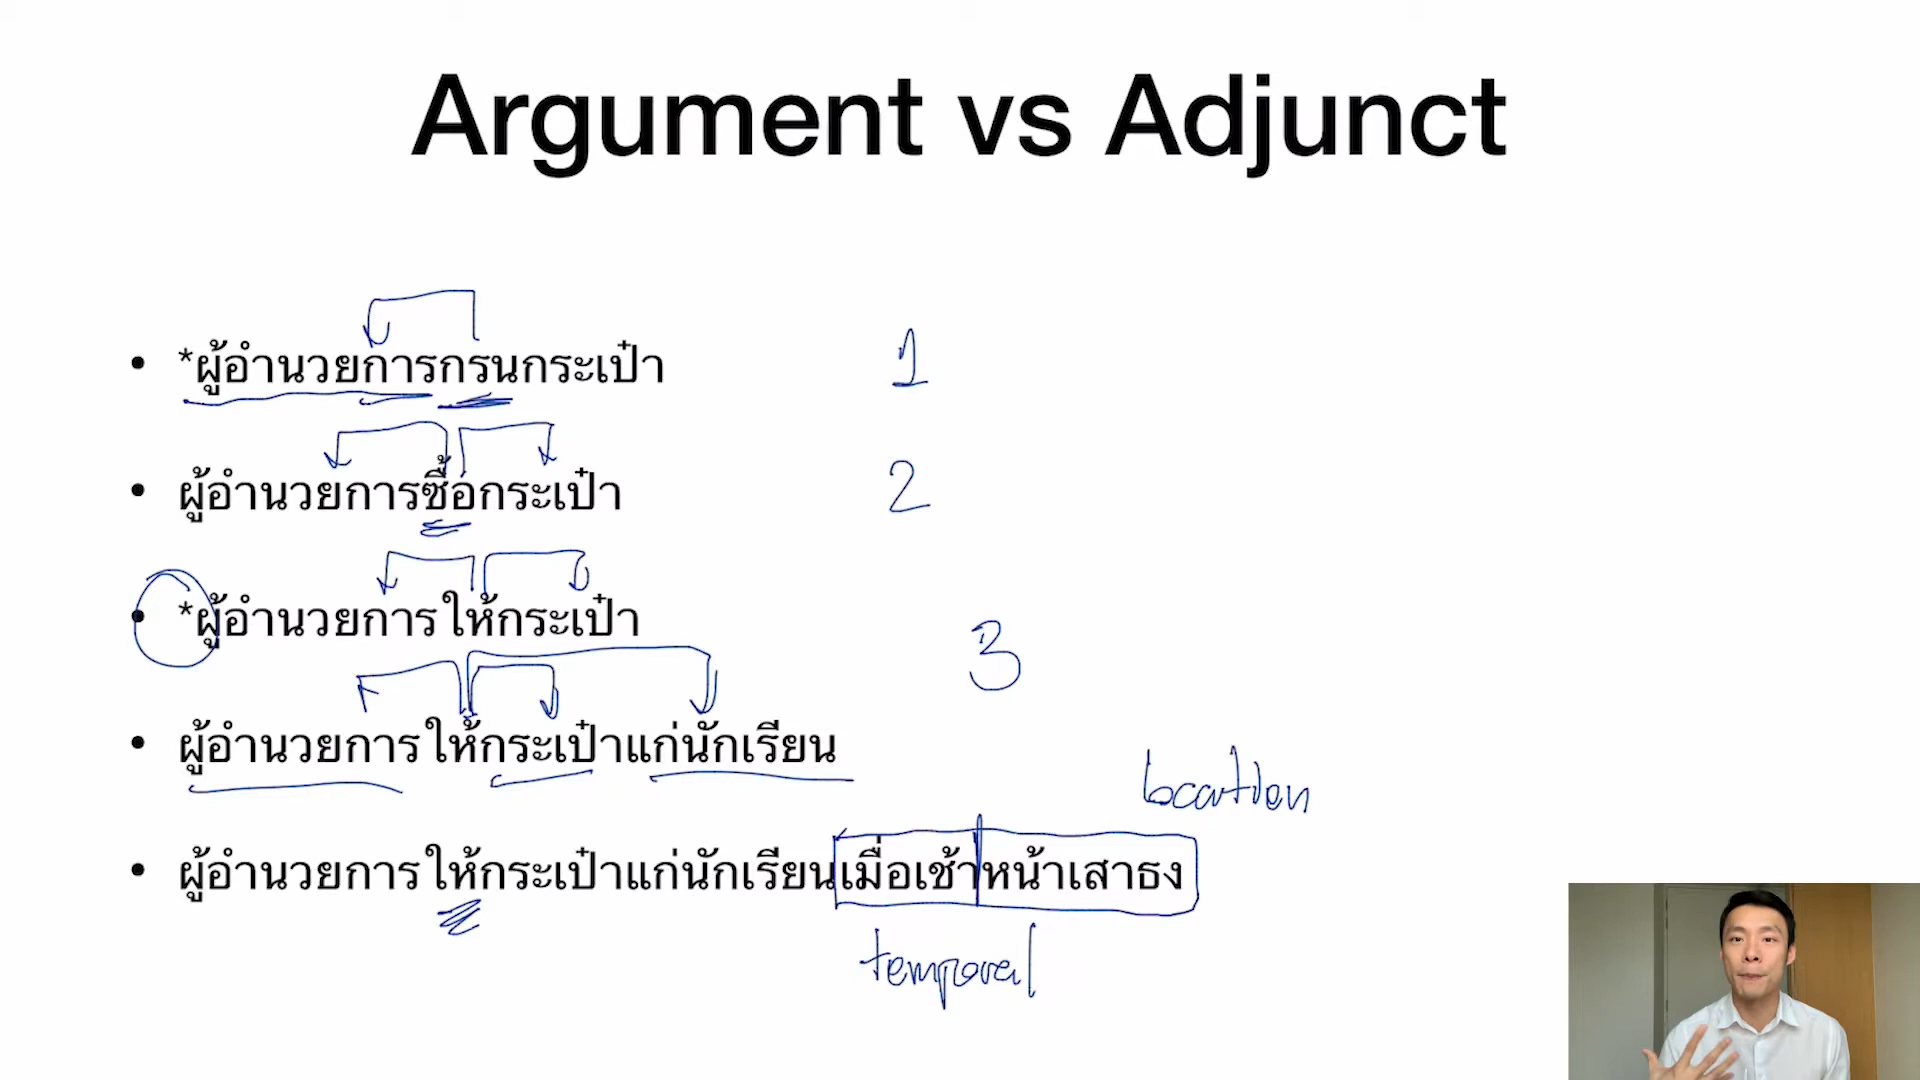 Argument vs Adjunct
• *ผู้อำนวยการกรนกระเป๋า 1
• ผู้อำนวยการซื้อกระเป๋า 2
• *ผู้อำนวยการให้กระเป๋า
3
• ผู้อำนวยการให้กระเป๋าแก่นักเรียน
location
• ผู้อำนวยการให้กระเป๋าแก่นักเรียนเมื่อเช้าหน้าเสาธง
temporal